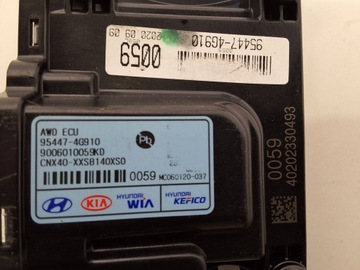 95447-4G910
2020 09 09
0059
AWD ECU
95447-4G910
9006010059KD
CNX40-XXSB140XS0
Pb
0059 MC060120-037
HYUNDAI KIA HYUNDAI WIA HYUNDAI KEFICO
0059
40202330493